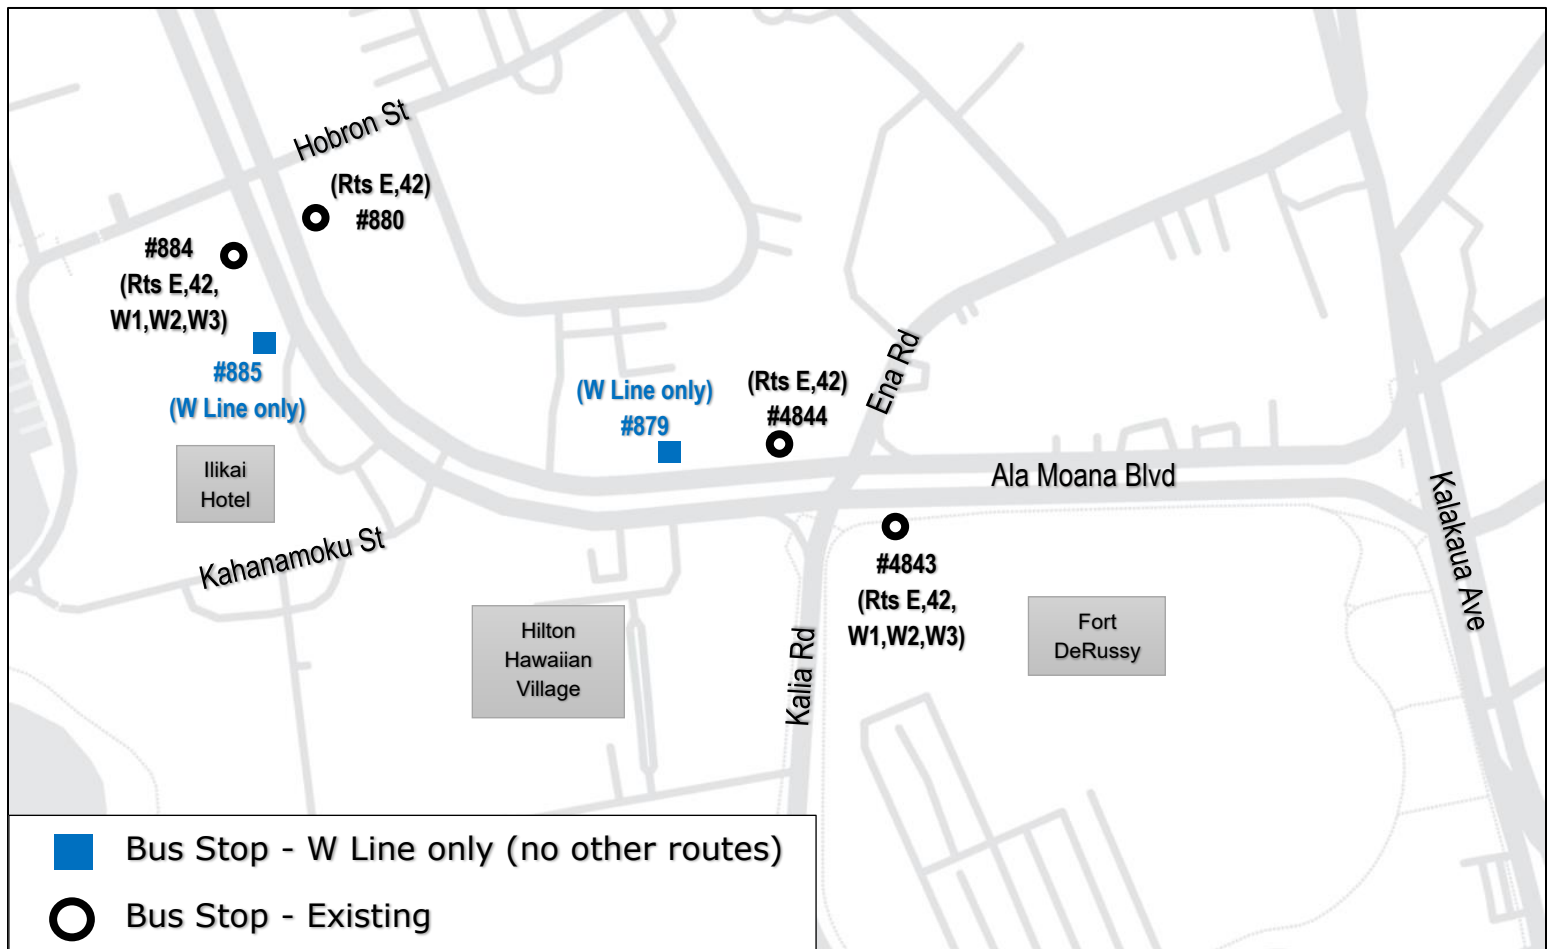 Hobron St
(Rts E,42)
#880
#884
(Rts E,42,
W1,W2,W3)
#885
(W Line only)
(W Line only)
#879
(Rts E,42)
#4844
Ena Rd
Ilikai
Hotel
Ala Moana Blvd
Kalakaua Ave
Kahanamoku St
#4843
(Rts E,42,
W1,W2,W3)
Hilton
Hawaiian
Village
Kalia Rd
Fort
DeRussy
Bus Stop - W Line only (no other routes)
Bus Stop - Existing